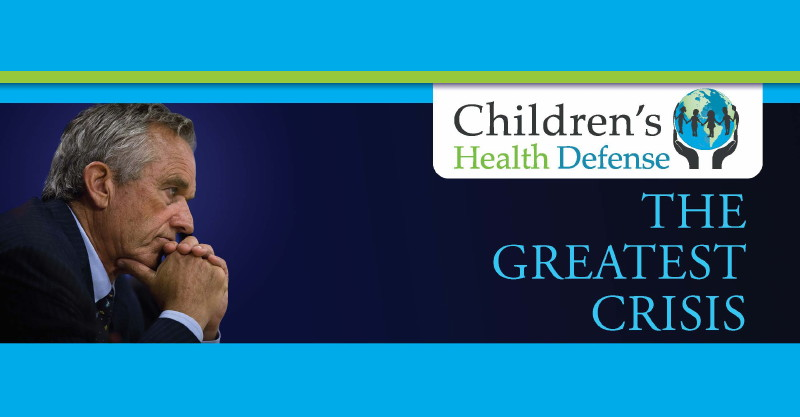 Children's
Health Defense
THE
GREATEST
CRISIS